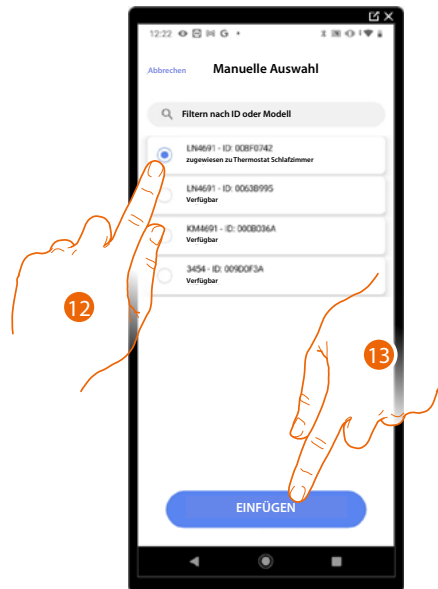 12:22 G
Abbrechen Manuelle Auswahl
Filtern nach ID oder Modell
LN4691 - ID: 00BF0742
zugewiesen zu Thermostat Schlafzimmer
LN4691 - ID: 0063B995
Verfügbar
KM4691 - ID: 000B036A
Verfügbar
3454 - ID: 009D0F3A
Verfügbar
12
13
EINFÜGEN